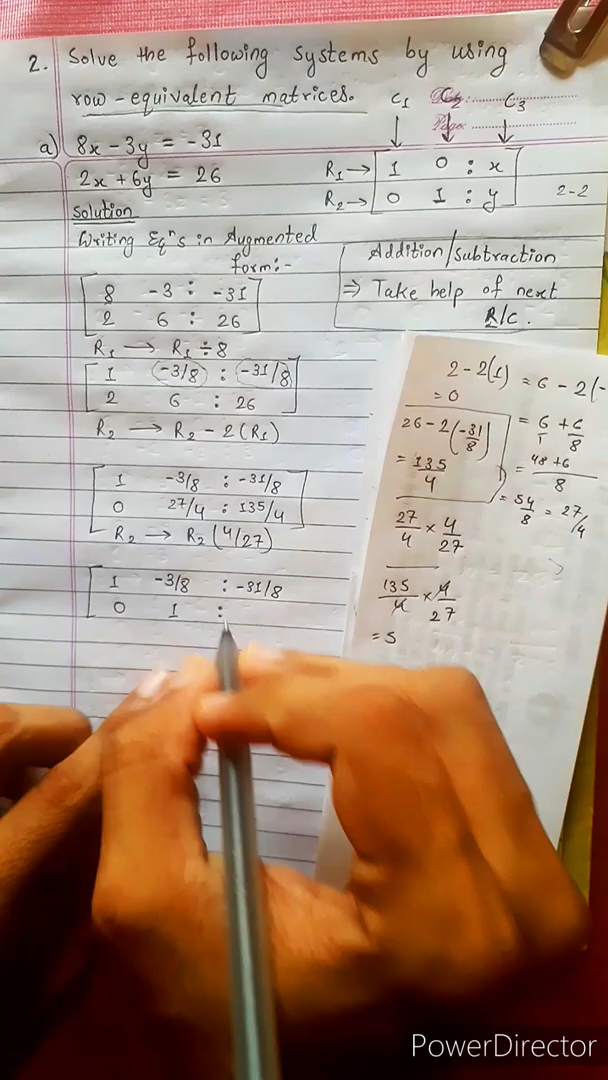 2. Solve the following systems by using
row-equivalent matrices.
C1 C2 C3
Page:
a) 8x - 3y = -31
2x + 6y = 26
R1 → [ 1 0 : x ]
R2 → [ 0 1 : y ]
2-2
Solution
Writing Eqns in Augmented
form:-
Addition/Subtraction
⇒ Take help of next
R/C.
8 -3 : -31
2 6 : 26
R1 → R1 ÷ 8
1 -3/8 : -31/8
2 6 : 26
R2 → R2 - 2(R1)
1 -3/8 : -31/8
0 27/4 : 135/4
R2 → R2 (4/27)
1 -3/8 : -31/8
0 1 :
2 - 2(1)
= 0
26 - 2(-31/8)
= 135/4
27/4 × 4/27
135/4 × 4/27
= 5
= 6 - 2(-
= 6 + 6/8
= 48+6/8
= 54/8 = 27/4
PowerDirector